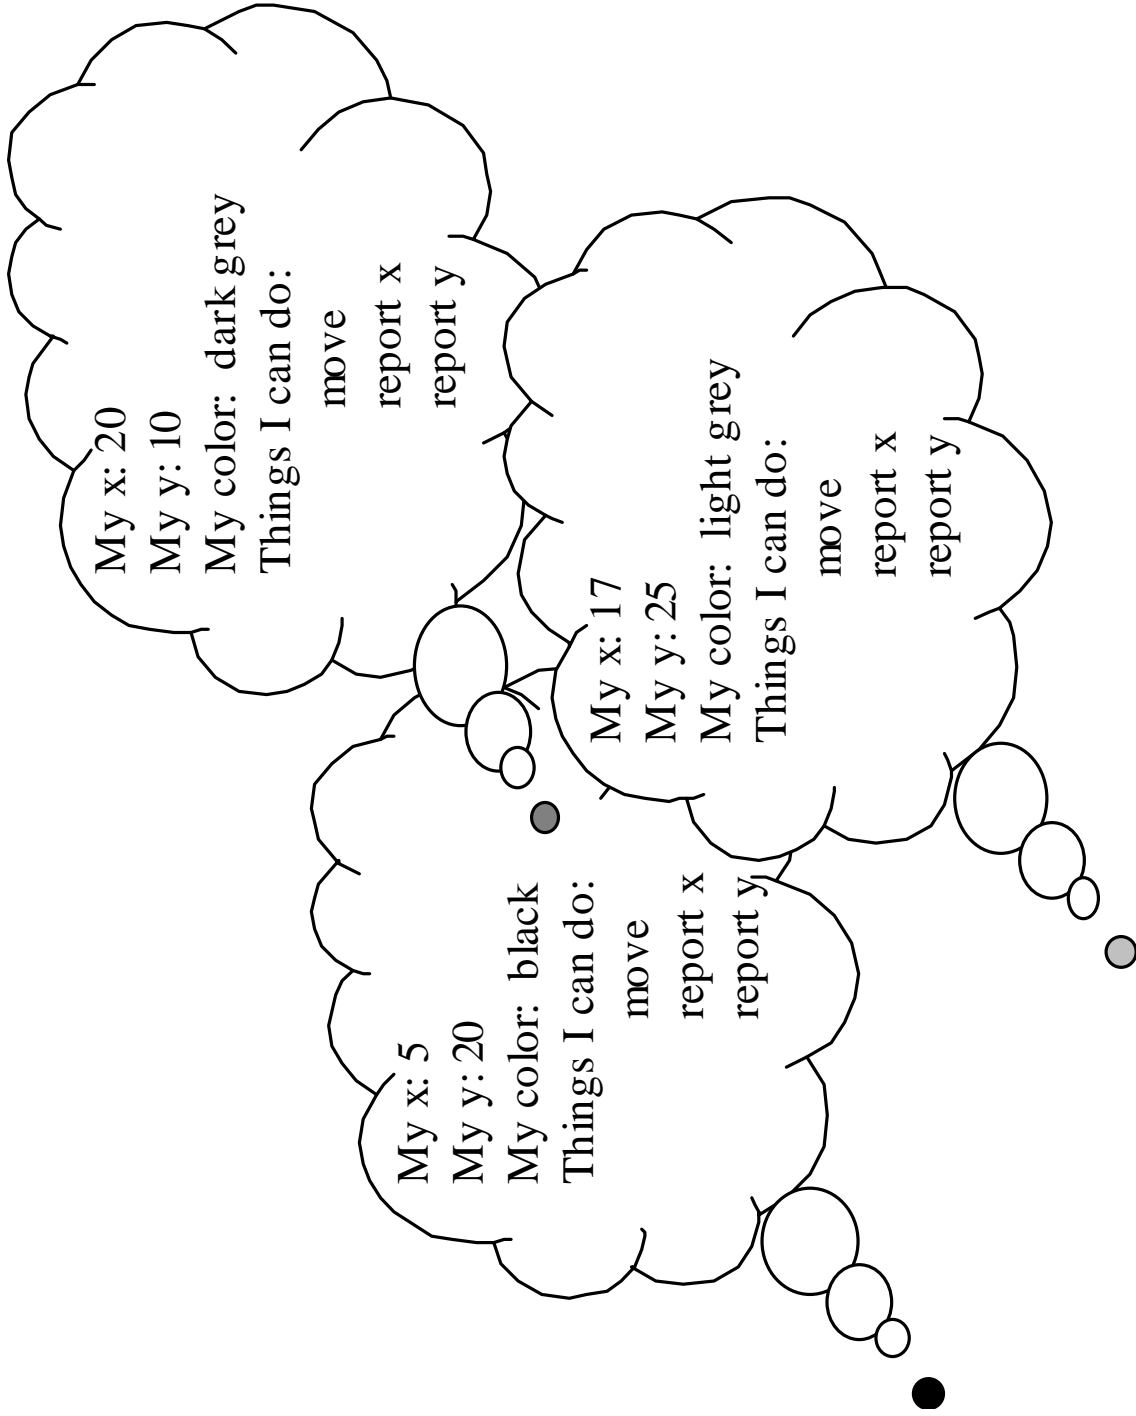 My x: 20
My y: 10
My color: dark grey
Things I can do:
move
report x
report y
My x: 5
My y: 20
My color: black
Things I can do:
move
report x
report y
My x: 17
My y: 25
My color: light grey
Things I can do:
move
report x
report y